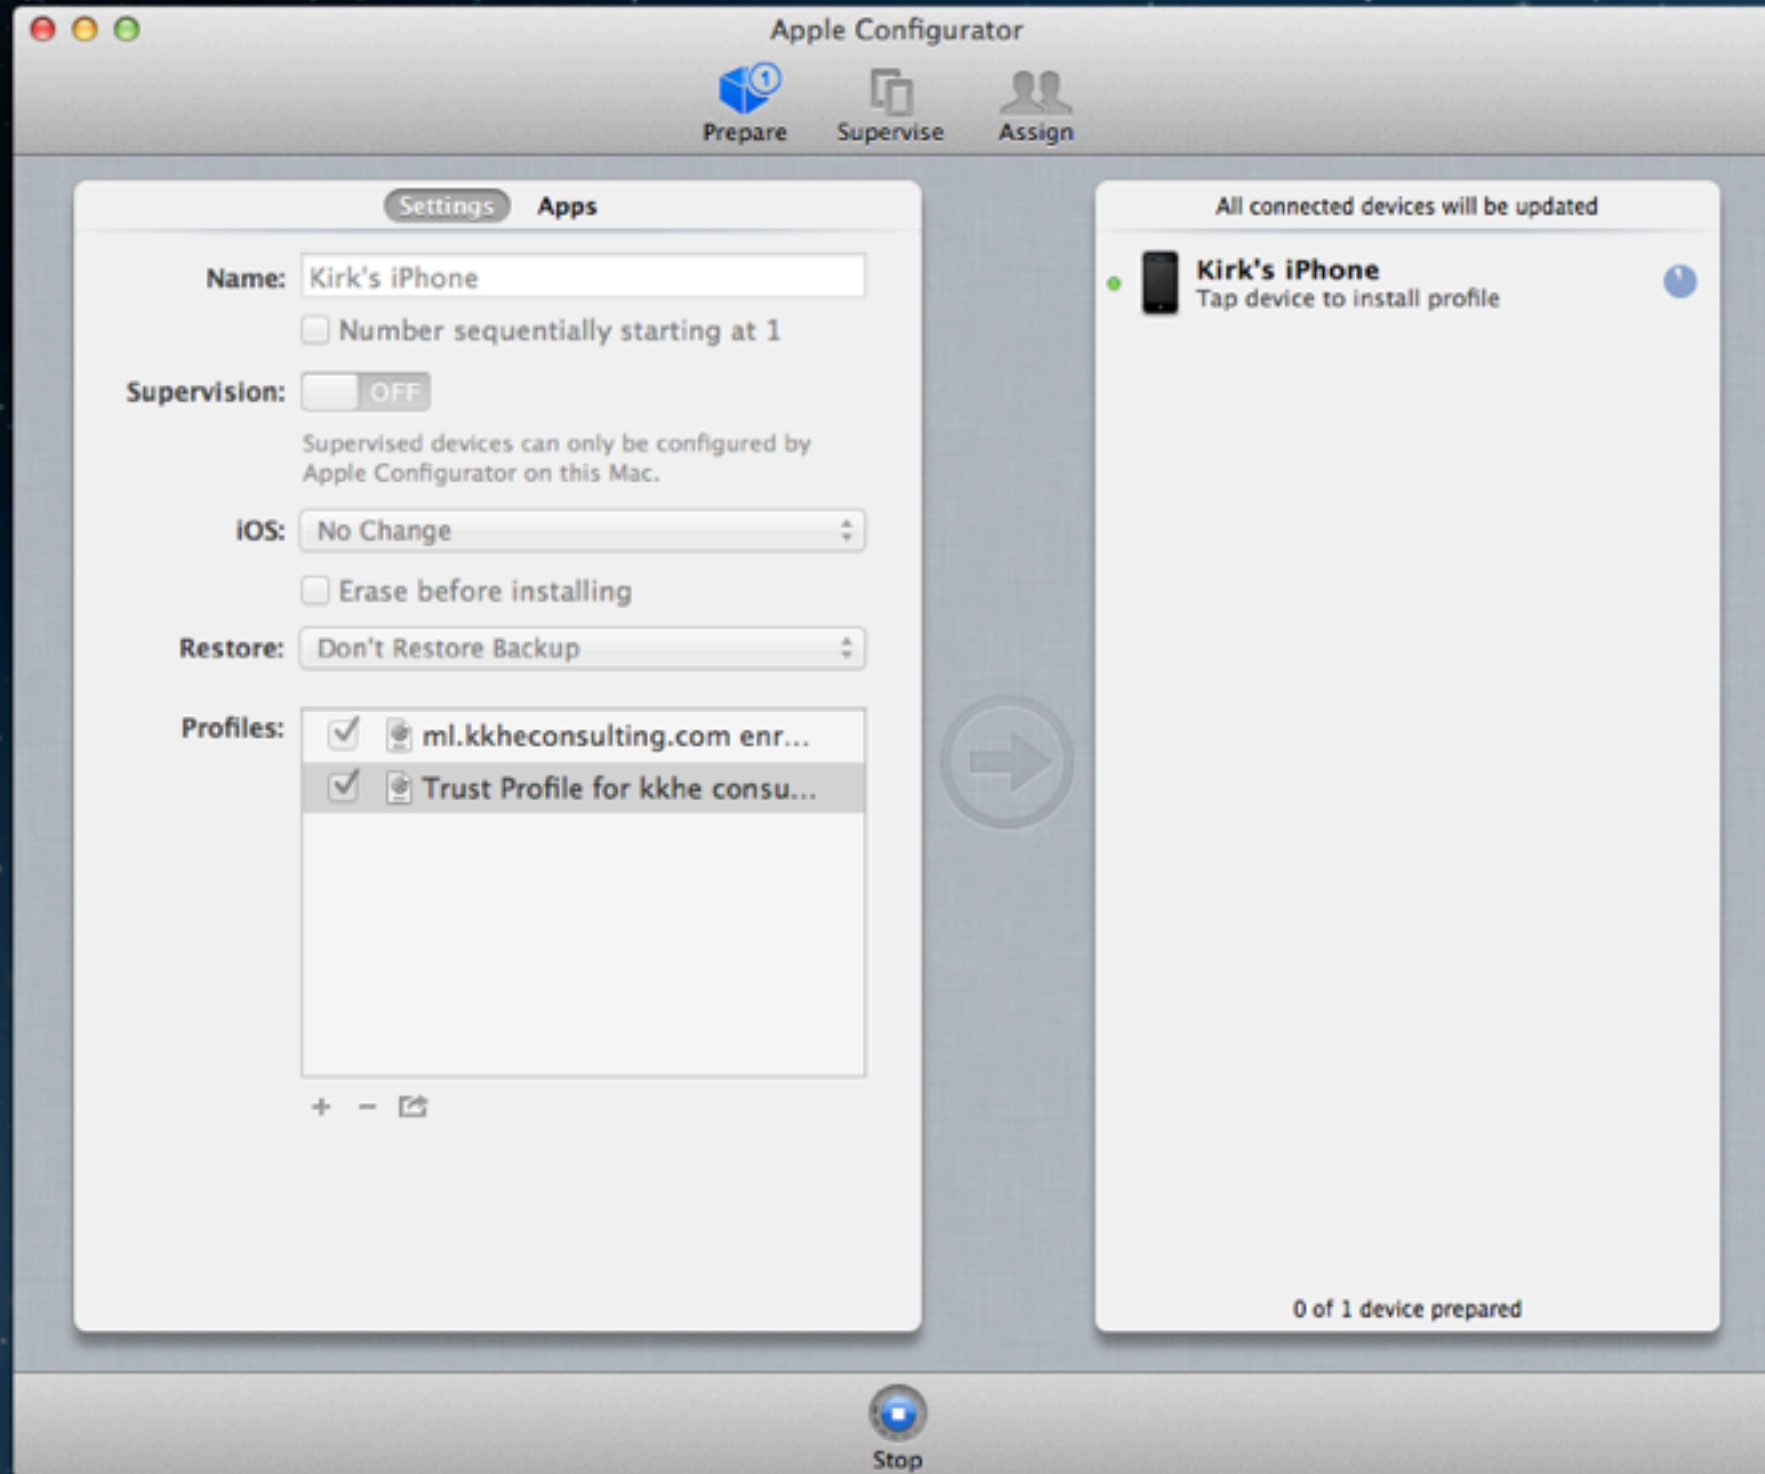 Apple Configurator
1
Prepare
Supervise
Assign
Settings
Apps
Name:
Kirk's iPhone
Number sequentially starting at 1
Supervision:
OFF
Supervised devices can only be configured by
Apple Configurator on this Mac.
iOS:
No Change
Erase before installing
Restore:
Don't Restore Backup
Profiles:
ml.kkheconsulting.com enr...
Trust Profile for kkhe consu...
All connected devices will be updated
Kirk's iPhone
Tap device to install profile
0 of 1 device prepared
Stop